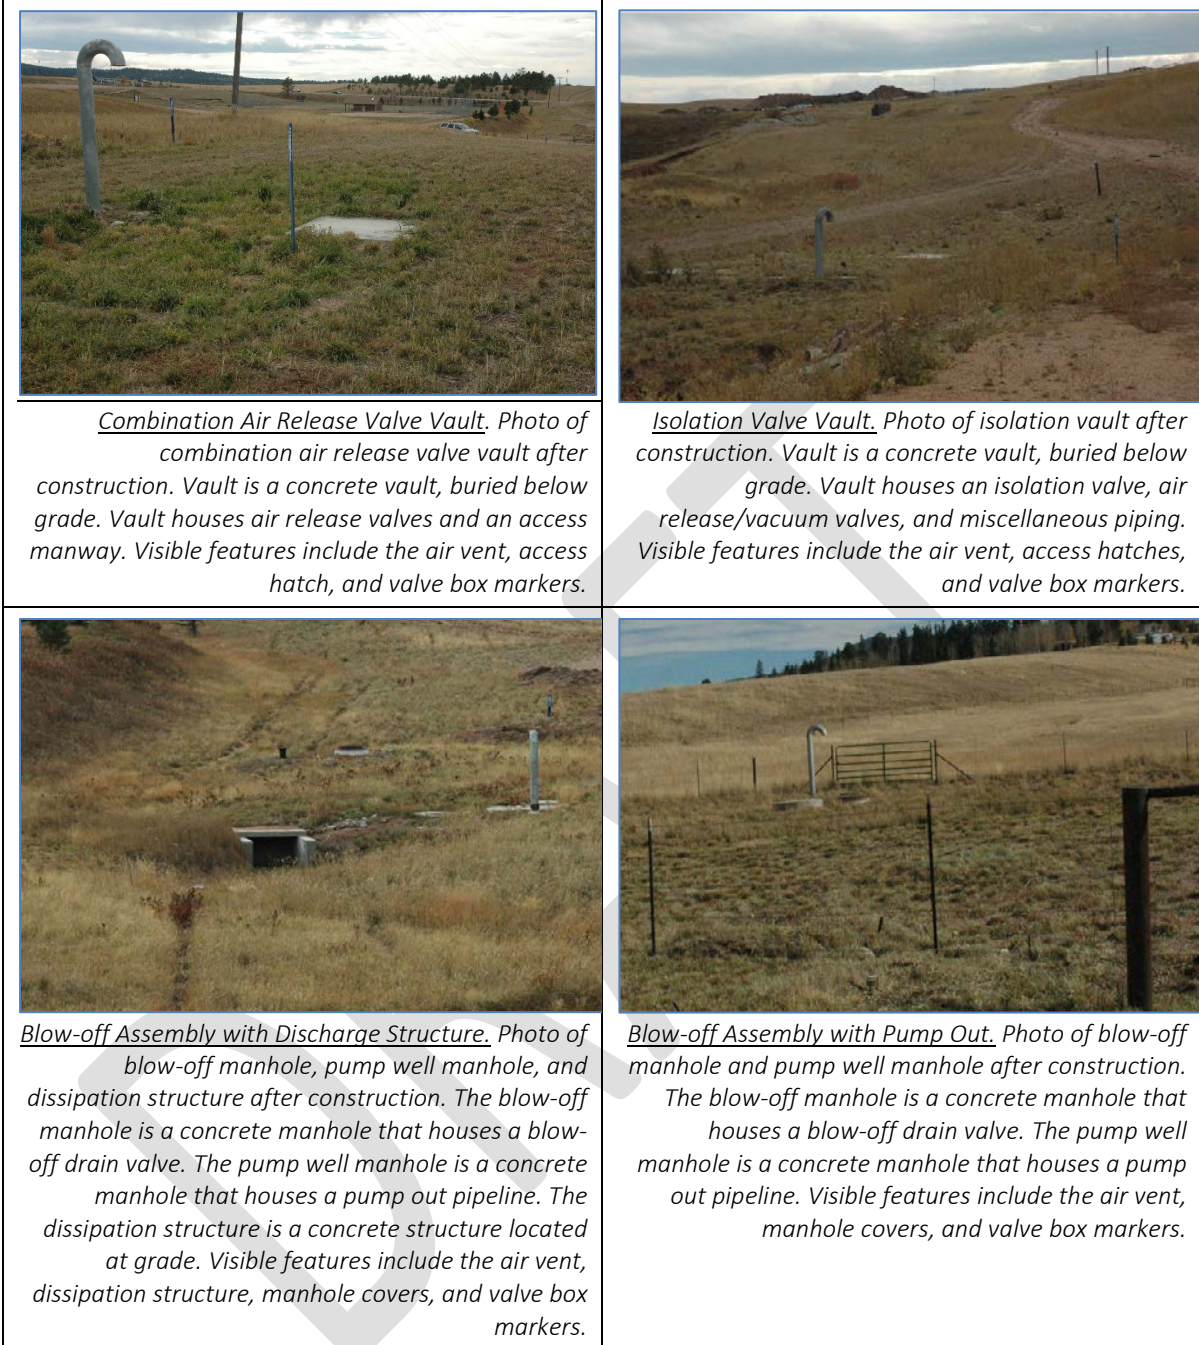 Combination Air Release Valve Vault. Photo of
combination air release valve vault after
construction. Vault is a concrete vault, buried below
grade. Vault houses air release valves and an access
manway. Visible features include the air vent, access
hatch, and valve box markers.
Isolation Valve Vault. Photo of isolation vault after
construction. Vault is a concrete vault, buried below
grade. Vault houses an isolation valve, air
release/vacuum valves, and miscellaneous piping.
Visible features include the air vent, access hatches,
and valve box markers.
Blow-off Assembly with Discharge Structure. Photo of
blow-off manhole, pump well manhole, and
dissipation structure after construction. The blow-off
manhole is a concrete manhole that houses a blow-
off drain valve. The pump well manhole is a concrete
manhole that houses a pump out pipeline. The
dissipation structure is a concrete structure located
at grade. Visible features include the air vent,
dissipation structure, manhole covers, and valve box
markers.
Blow-off Assembly with Pump Out. Photo of blow-off
manhole and pump well manhole after construction.
The blow-off manhole is a concrete manhole that
houses a blow-off drain valve. The pump well
manhole is a concrete manhole that houses a pump
out pipeline. Visible features include the air vent,
manhole covers, and valve box markers.
DRAFT